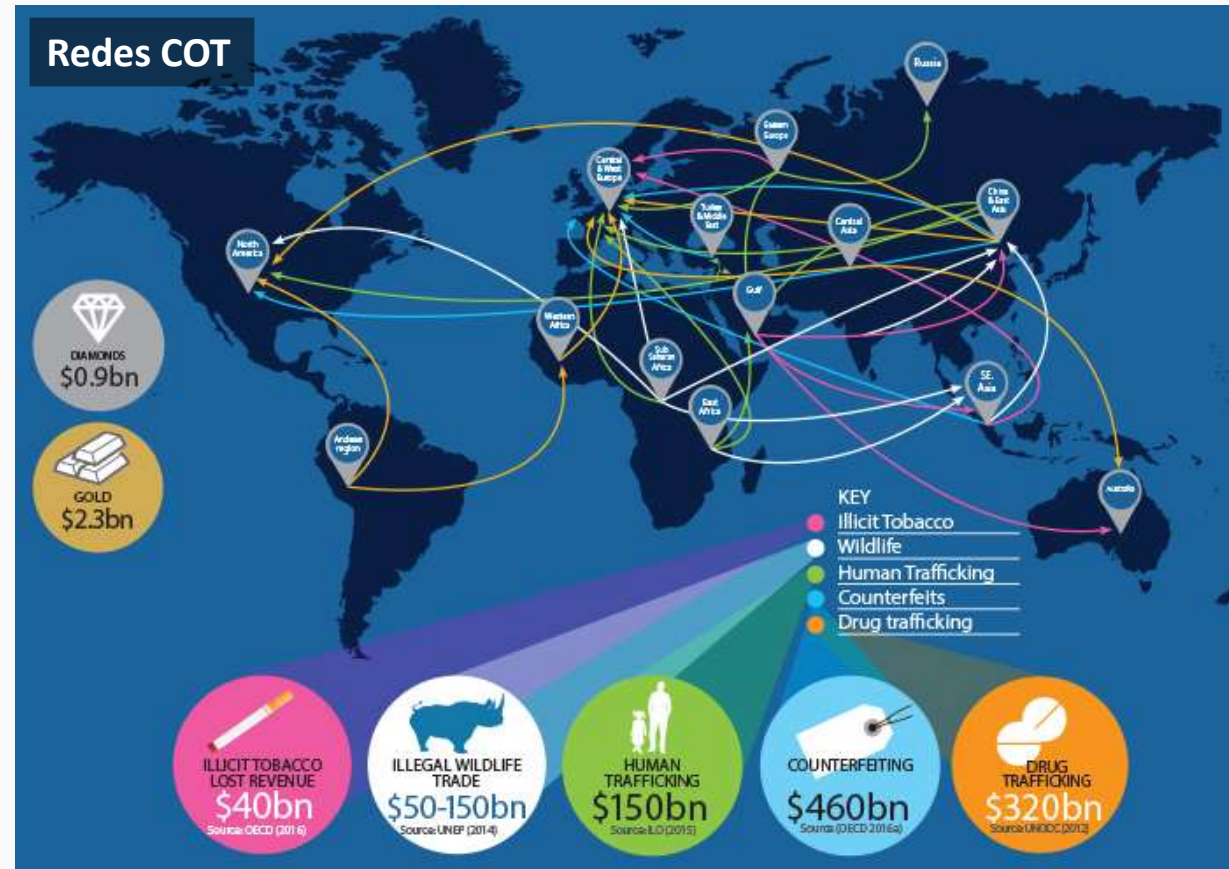 Redes COT
Russia
Eastern
Europe
Central
& West
Europe
China
& East
Asia
Turkey
& Middle
East
Central
Asia
North
America
Gulf
Western
Africa
Sub
Saharan
Africa
SE.
Asia
East
Africa
Andean
region
Australia
DIAMONDS
$0.9bn
GOLD
$2.3bn
KEY
Illicit Tobacco
Wildlife
Human Trafficking
Counterfeits
Drug trafficking
ILLICIT TOBACCO
LOST REVENUE
$40bn
Source: OECD (2016)
ILLEGAL WILDLIFE
TRADE
$50-150bn
Source: UNEP (2014)
HUMAN
TRAFFICKING
$150bn
Source: ILO (2015)
COUNTERFEITING
$460bn
Source: (OECD 2016a)
DRUG
TRAFFICKING
$320bn
Source: UNODC (2012)